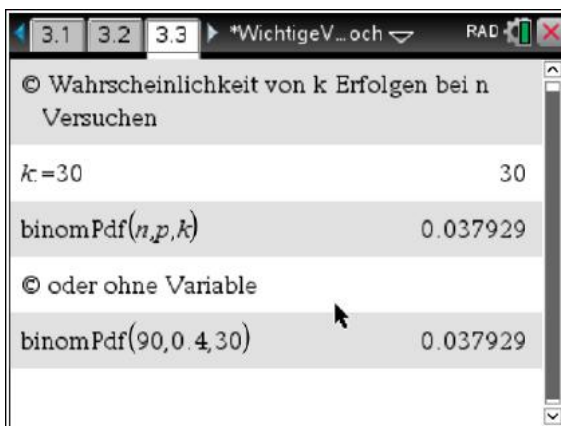 3.1 3.2 3.3 *WichtigeV…och RAD
© Wahrscheinlichkeit von k Erfolgen bei n
Versuchen
k:=30 30
binomPdf(n,p,k) 0.037929
© oder ohne Variable
binomPdf(90,0.4,30) 0.037929